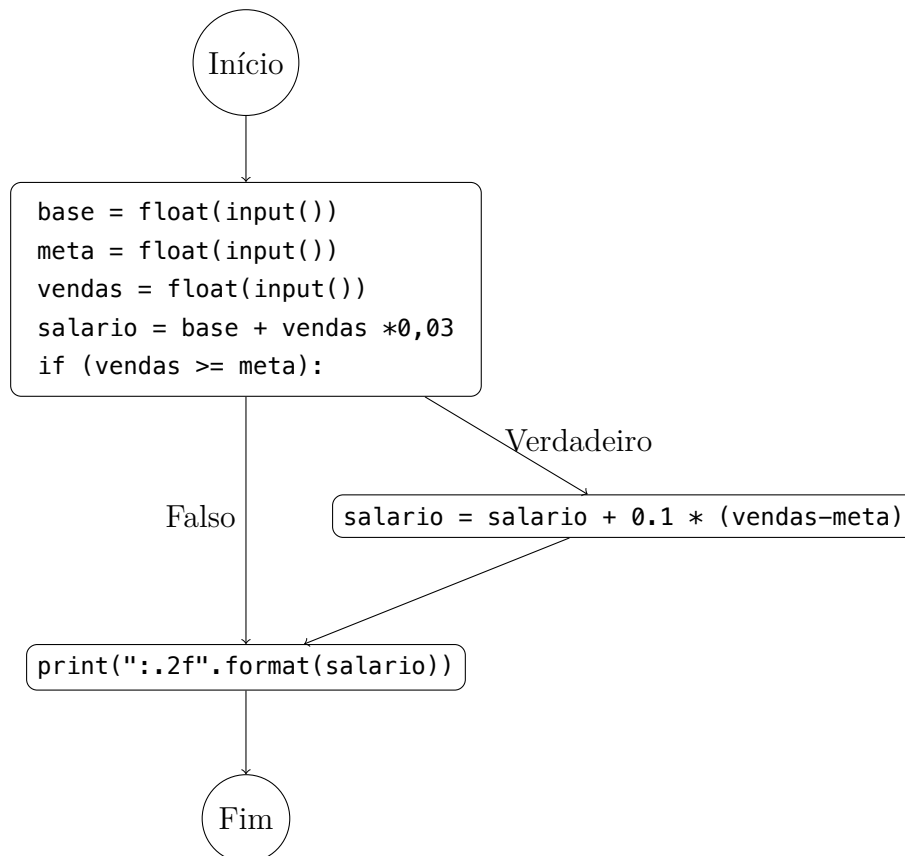 Início
base = float(input())
meta = float(input())
vendas = float(input())
salario = base + vendas *0,03
if (vendas >= meta):
Verdadeiro
Falso
salario = salario + 0.1 * (vendas-meta)
print(":.2f".format(salario))
Fim